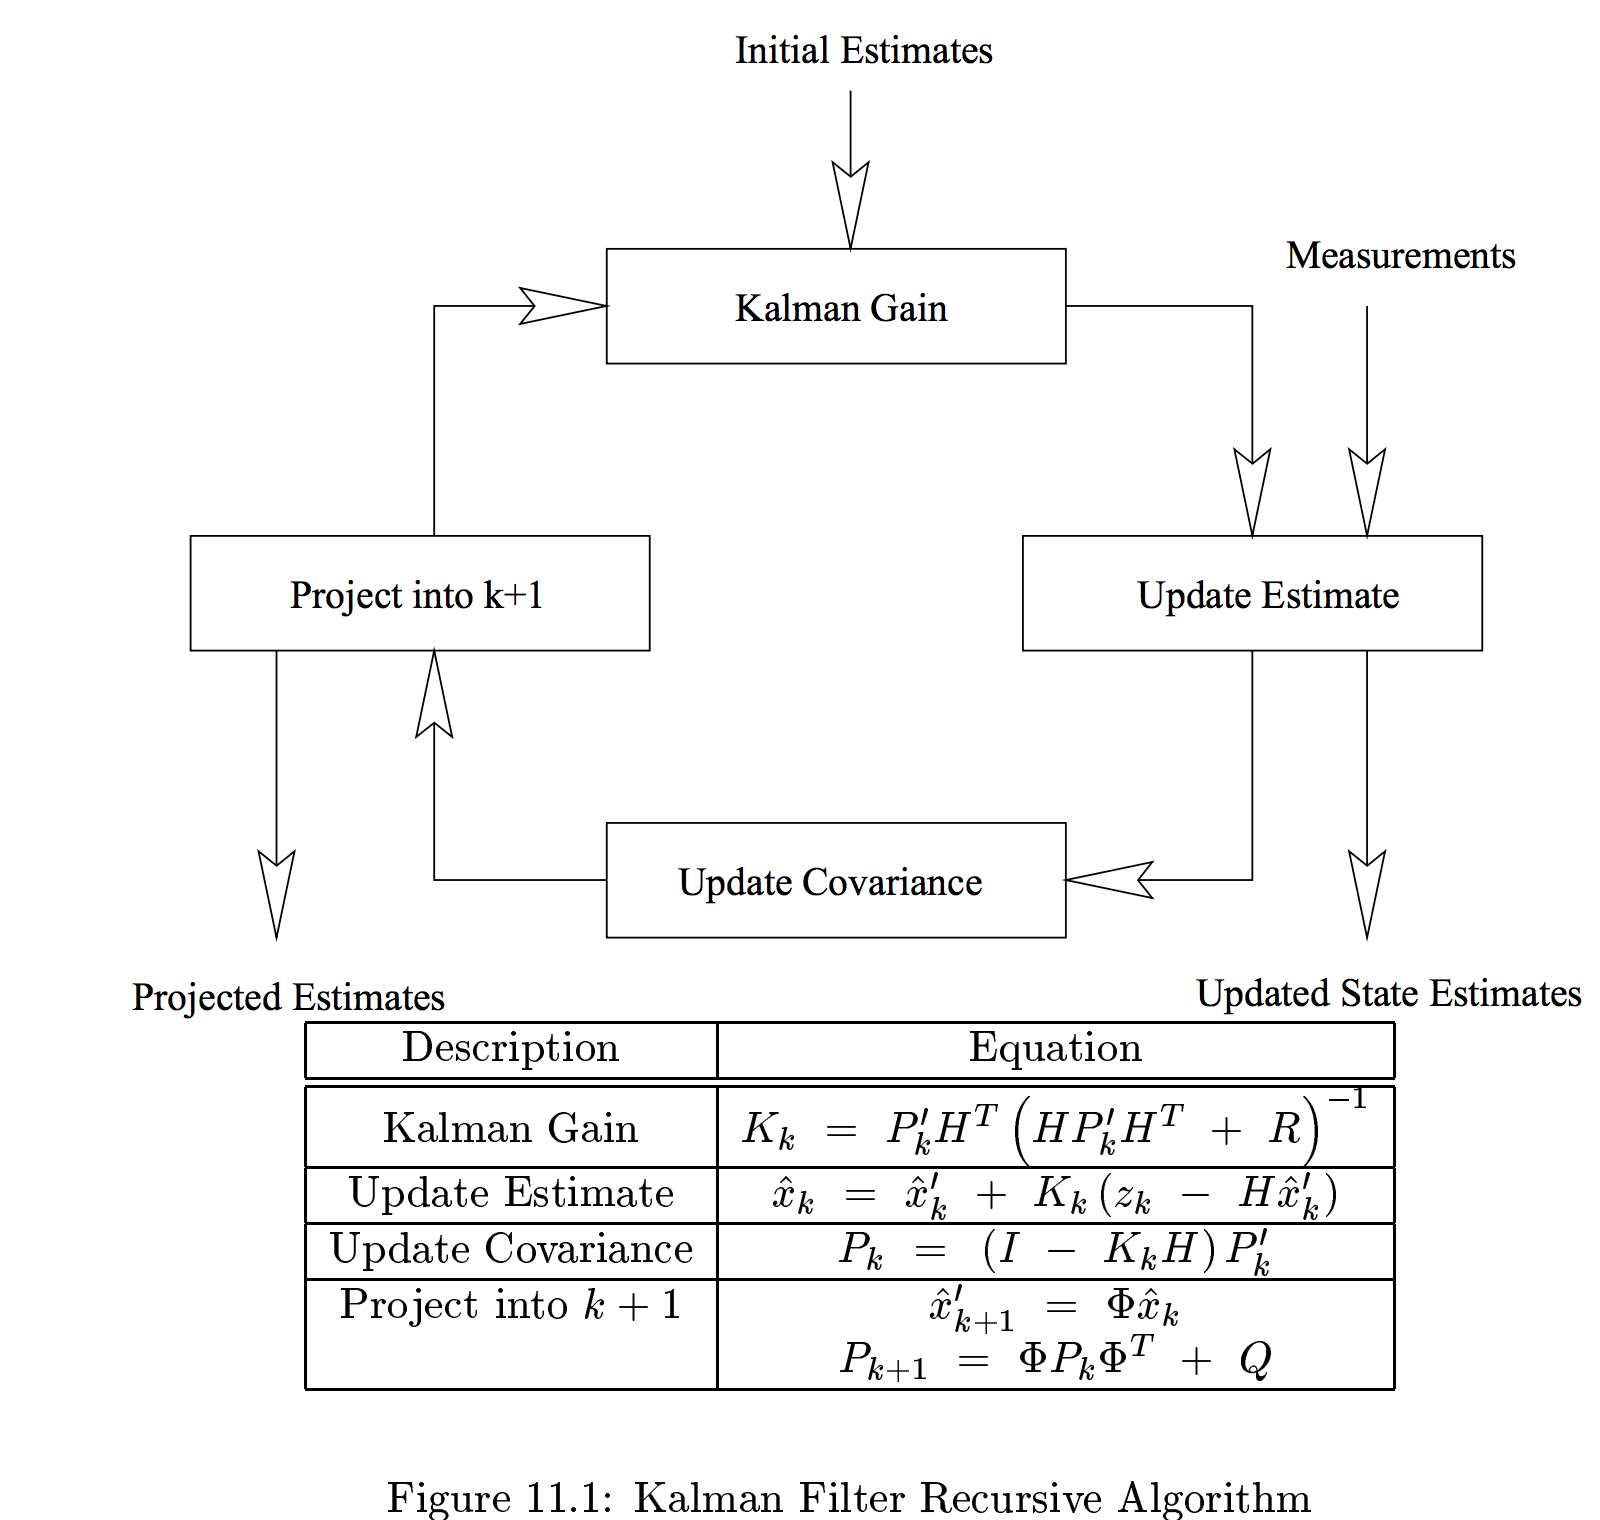 Initial Estimates
Measurements
Kalman Gain
Project into k+1
Update Estimate
Update Covariance
Projected Estimates
Updated State Estimates
Description Equation
Kalman Gain $K_k = P'_k H^T \left( H P'_k H^T + R \right)^{-1}$
Update Estimate $\hat{x}_k = \hat{x}'_k + K_k (z_k - H\hat{x}'_k)$
Update Covariance $P_k = (I - K_k H) P'_k$
Project into $k + 1$ $\hat{x}'_{k+1} = \Phi \hat{x}_k$
$P_{k+1} = \Phi P_k \Phi^T + Q$
Figure 11.1: Kalman Filter Recursive Algorithm